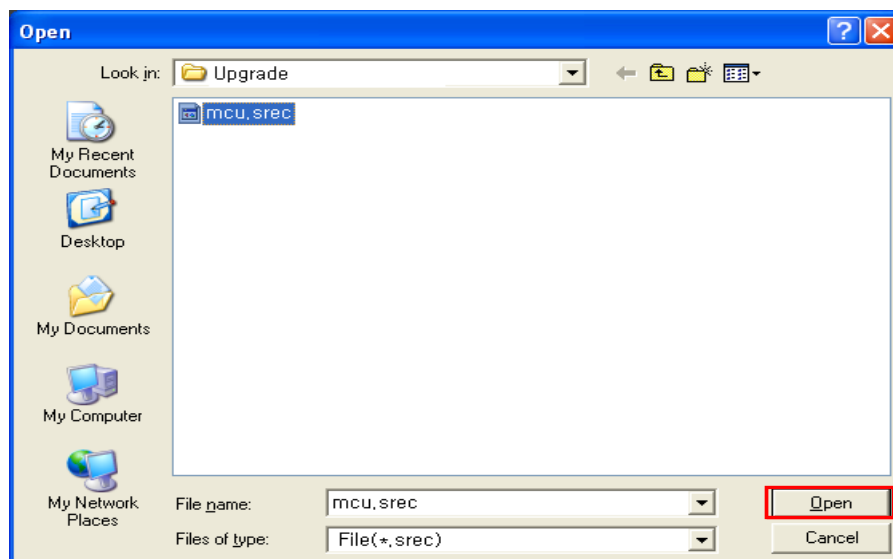 Open
Look in:
Upgrade
mcu,srec
My Recent
Documents
Desktop
My Documents
My Computer
My Network
Places
File name:
mcu,srec
Open
Files of type:
File(*,srec)
Cancel